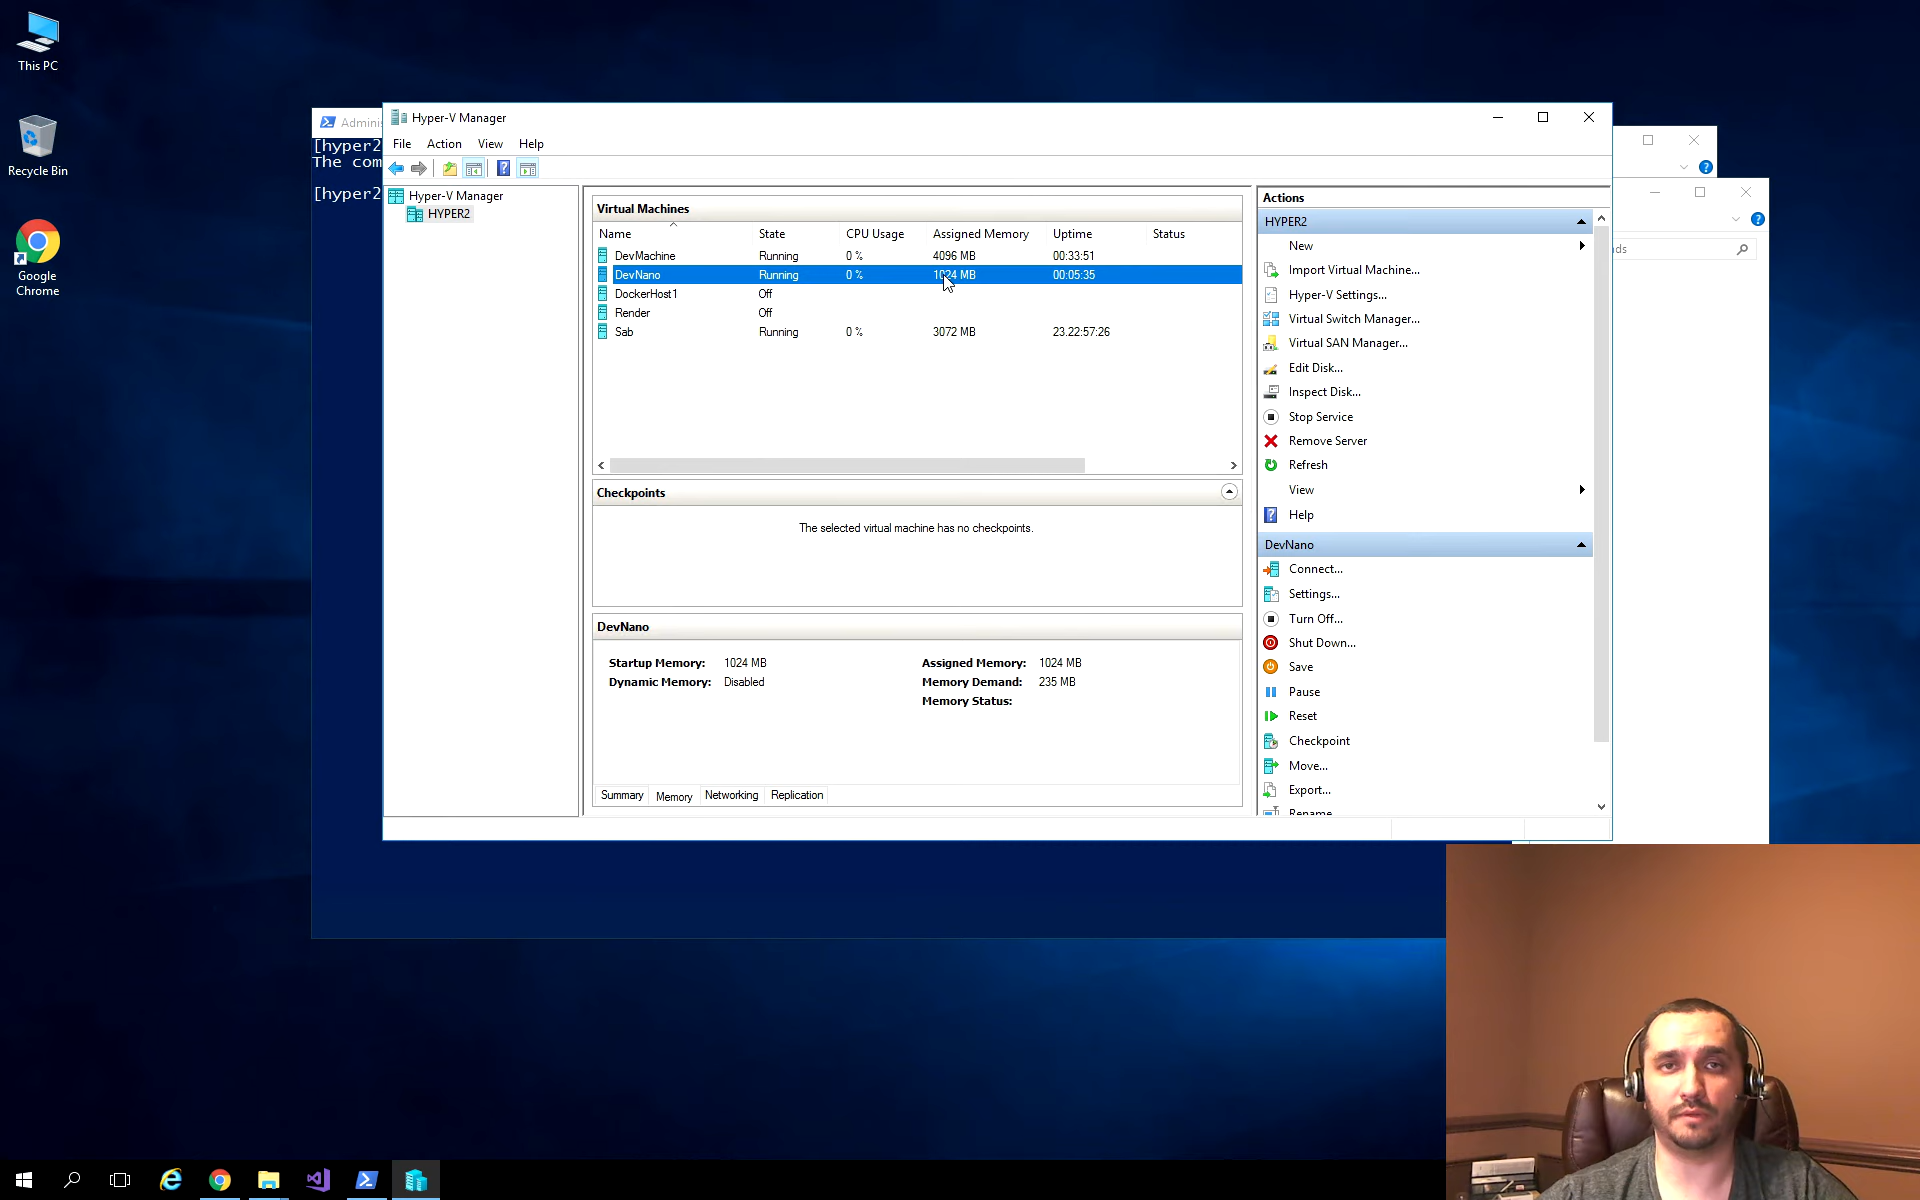 This PC
Recycle Bin
Google
Chrome
[hyper2
The com
[hyper2
Hyper-V Manager
File Action View Help
Hyper-V Manager
HYPER2
Virtual Machines
Name State CPU Usage Assigned Memory Uptime Status
DevMachine Running 0 % 4096 MB 00:33:51
DevNano Running 0 % 1024 MB 00:05:35
DockerHost1 Off
Render Off
Sab Running 0 % 3072 MB 23.22:57:26
Checkpoints
The selected virtual machine has no checkpoints.
DevNano
Startup Memory: 1024 MB Assigned Memory: 1024 MB
Dynamic Memory: Disabled Memory Demand: 235 MB
Memory Status:
Summary Memory Networking Replication
Actions
HYPER2
New
Import Virtual Machine...
Hyper-V Settings...
Virtual Switch Manager...
Virtual SAN Manager...
Edit Disk...
Inspect Disk...
Stop Service
Remove Server
Refresh
View
Help
DevNano
Connect...
Settings...
Turn Off...
Shut Down...
Save
Pause
Reset
Checkpoint
Move...
Export...
Rename...